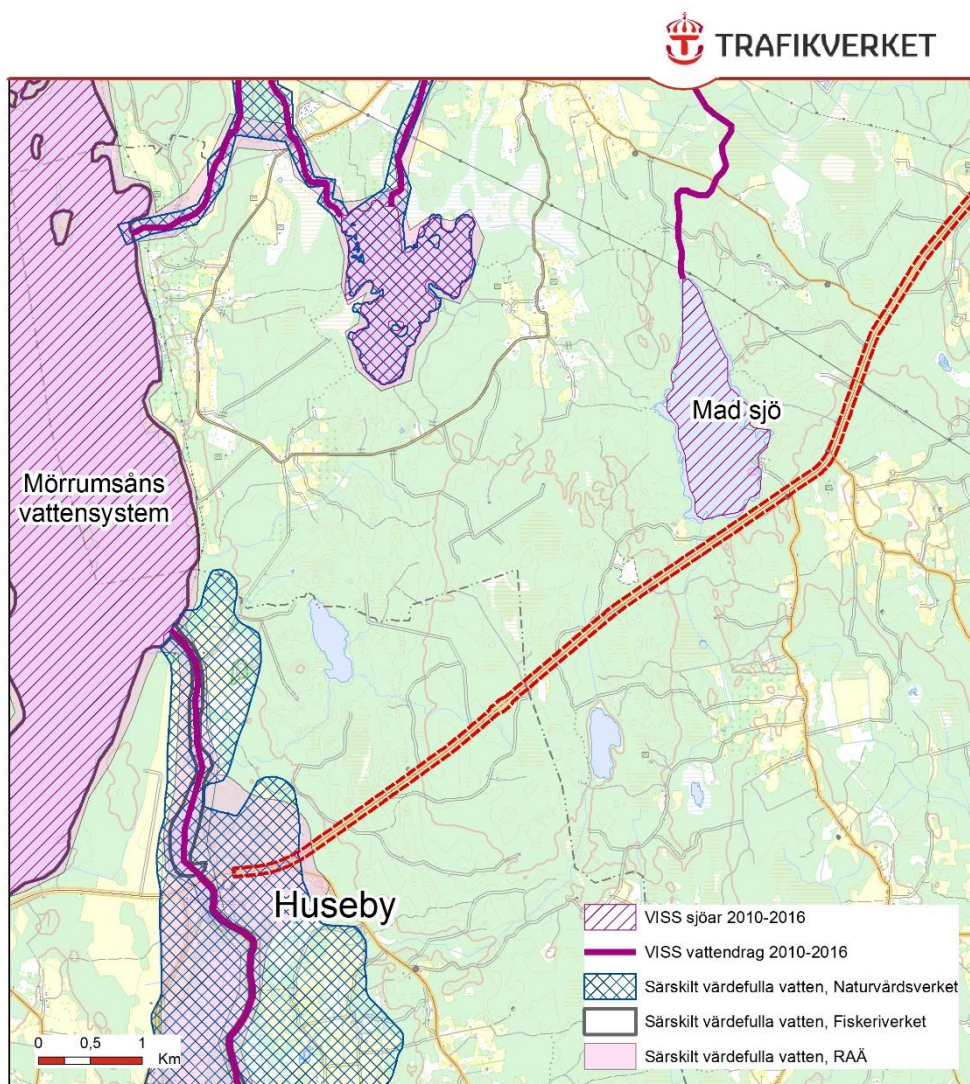 TRAFIKVERKET
Mad sjö
Mörrumsåns
vattensystem
Huseby
VISS sjöar 2010-2016
VISS vattendrag 2010-2016
Särskilt värdefulla vatten, Naturvårdsverket
Särskilt värdefulla vatten, Fiskeriverket
Särskilt värdefulla vatten, RAÄ
0 0,5 1
Km